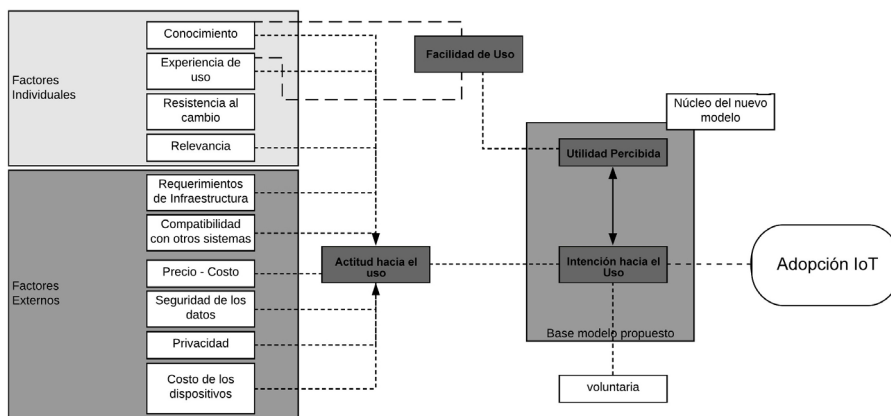 Factores
Individuales
Conocimiento
Experiencia de
uso
Resistencia al
cambio
Relevancia
Factores
Externos
Requerimientos
de Infraestructura
Compatibilidad
con otros sistemas
Precio - Costo
Seguridad de los
datos
Privacidad
Costo de los
dispositivos
Facilidad de Uso
Actitud hacia el
uso
Núcleo del nuevo
modelo
Utilidad Percibida
Intención hacia el
Uso
Base modelo propuesto
voluntaria
Adopción IoT